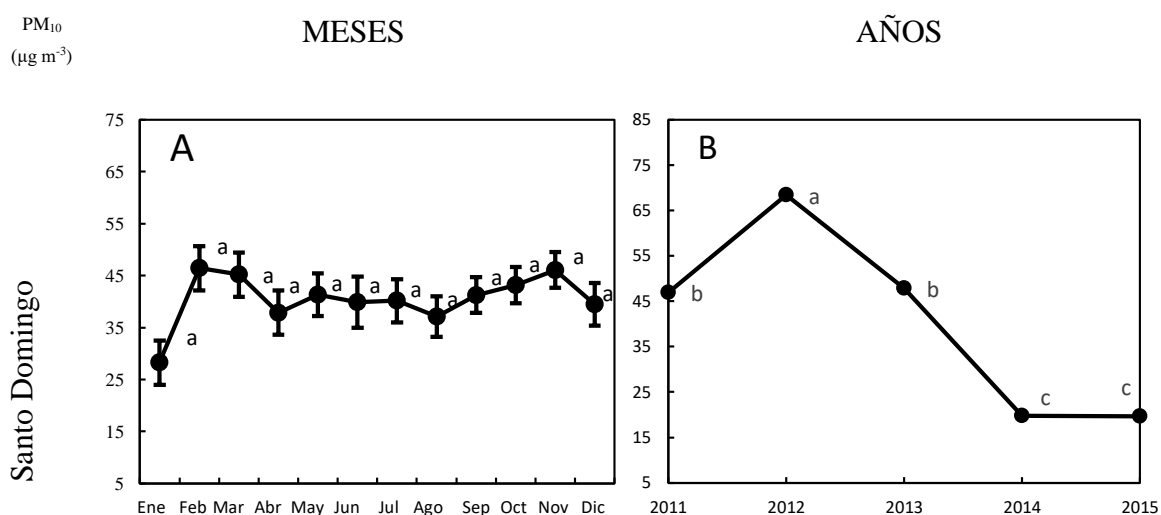 PM₁₀
(µg m⁻³)
MESES
AÑOS
Santo Domingo
A
75
65
55
45
35
25
15
5
a a a a a a a a a a a a
Ene Feb Mar Abr May Jun Jul Ago Sep Oct Nov Dic
B
85
75
65
55
45
35
25
15
5
b a b c c
2011 2012 2013 2014 2015